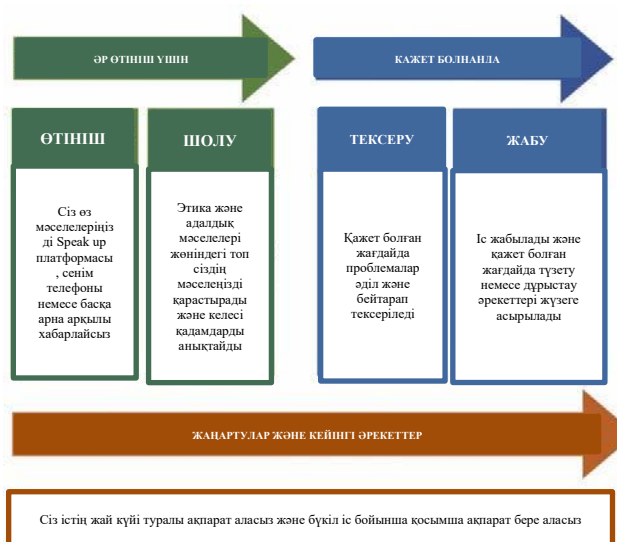 ӘР ӨТІНІШ ҮШІН
КАЖЕТ БОЛНАНДА
ӨТІНІШ
Сіз өз
мәселелеріңіз
ді Speak up
платформасы
, сенім
телефоны
немесе басқа
арна арқылы
хабарлайсыз
ШОЛУ
Этика және
адалдық
мәселелері
жөніндегі топ
сіздің
мәселеңізді
қарастырады
және келесі
қадамдарды
анықтайды
ТЕКСЕРУ
Қажет болған
жағдайда
проблемалар
әділ және
бейтарап
тексеріледі
ЖАБУ
Іс жабылады және
қажет болған
жағдайда түзету
немесе дұрыстау
әрекеттері жүзеге
асырылады
ЖАҢАРТУЛАР ЖӘНЕ КЕЙІНГІ ӘРЕКЕТТЕР
Сіз істің жай күйі туралы ақпарат аласыз және бүкіл іс бойынша қосымша ақпарат бере аласыз